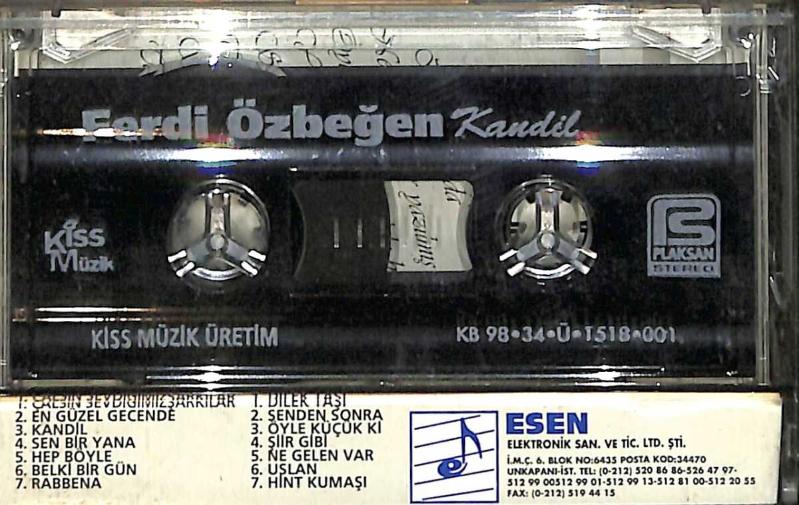 Ferdi Özbeğen Kandil
KISS Müzik
PLAKSAN
STEREO
KISS MÜZİK ÜRETİM
KB 98•34•Ü•1518•001
1.
2. EN GÜZEL GECENDE
3. KANDİL
4. SEN BİR YANA
5. HEP BÖYLE
6. BELKİ BİR GÜN
7. RABBENA
1. DİLEK TAŞI
2. SENDEN SONRA
3. ÖYLE KÜÇÜK Kİ
4. ŞİİR GİBİ
5. NE GELEN VAR
6. USLAN
7. HİNT KUMAŞI
ESEN
ELEKTRONİK SAN. VE TİC. LTD. ŞTİ.
İ.M.Ç. 6. BLOK NO:6435 POSTA KOD:34470
UNKAPANI-İST. TEL: (0-212) 520 86 86-526 47 97-
512 99 00512 99 01-512 99 13-512 81 00-512 20 55
FAX: (0-212) 519 44 15